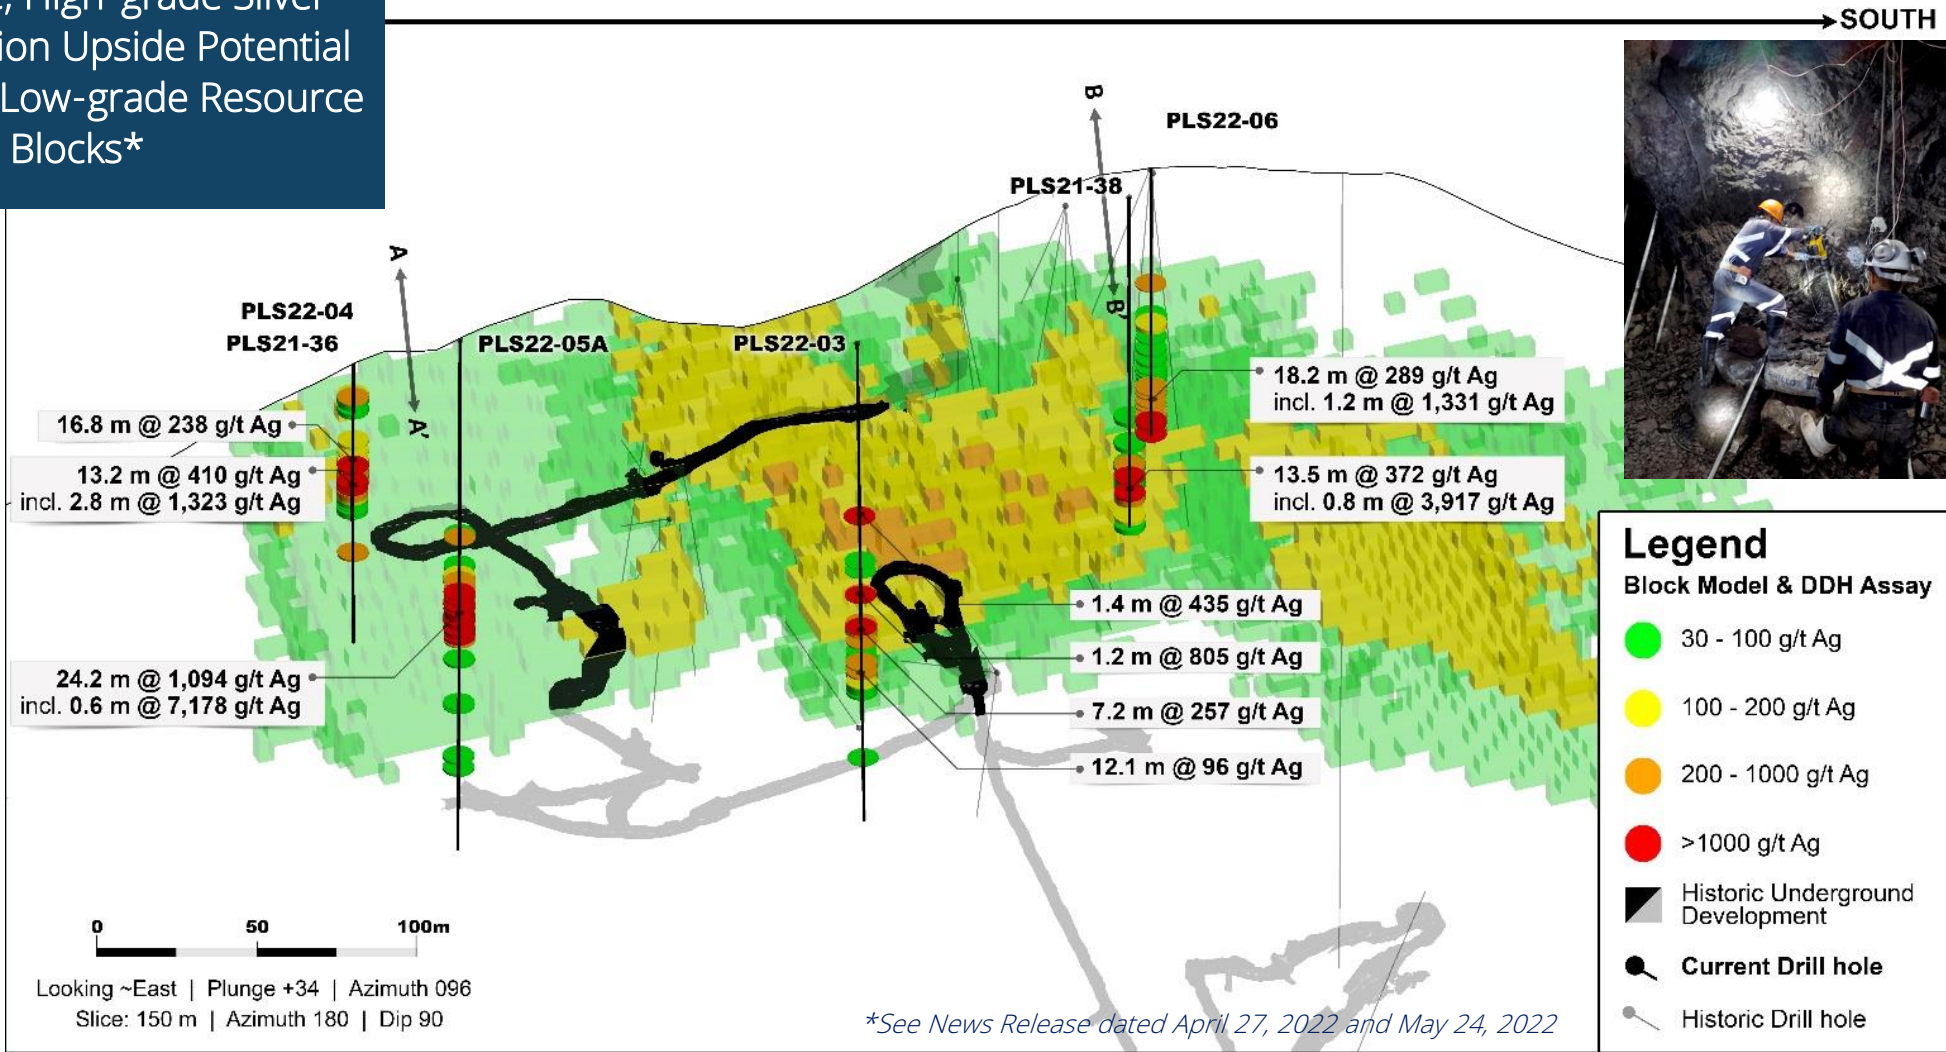 High-grade Silver
Upside Potential
Low-grade Resource
Blocks*
SOUTH
B
PLS22-06
PLS21-38
A
B'
PLS22-04
PLS21-36
PLS22-05A
PLS22-03
A'
16.8 m @ 238 g/t Ag
13.2 m @ 410 g/t Ag
incl. 2.8 m @ 1,323 g/t Ag
24.2 m @ 1,094 g/t Ag
incl. 0.6 m @ 7,178 g/t Ag
18.2 m @ 289 g/t Ag
incl. 1.2 m @ 1,331 g/t Ag
13.5 m @ 372 g/t Ag
incl. 0.8 m @ 3,917 g/t Ag
1.4 m @ 435 g/t Ag
1.2 m @ 805 g/t Ag
7.2 m @ 257 g/t Ag
12.1 m @ 96 g/t Ag
Legend
Block Model & DDH Assay
30 - 100 g/t Ag
100 - 200 g/t Ag
200 - 1000 g/t Ag
>1000 g/t Ag
Historic Underground
Development
Current Drill hole
Historic Drill hole
0 50 100m
Looking ~East | Plunge +34 | Azimuth 096
Slice: 150 m | Azimuth 180 | Dip 90
*See News Release dated April 27, 2022 and May 24, 2022